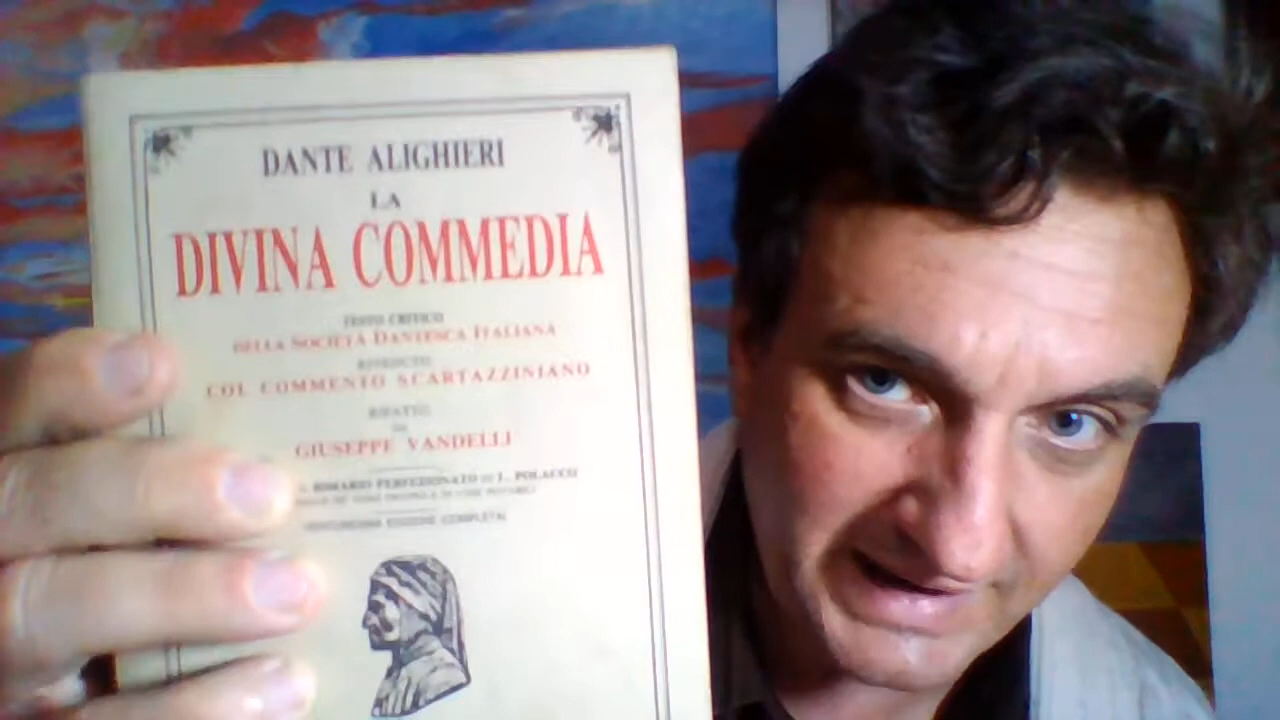 DANTE ALIGHIERI
LA
DIVINA COMMEDIA
TESTO CRITICO
DELLA SOCIETÀ DANTESCA ITALIANA
RIVEDUTO
COL COMMENTO SCARTAZZINIANO
RIFATTO
DA
GIUSEPPE VANDELLI
RIMARIO PERFEZIONATO DI L. POLACCO
EDIZIONE COMPLETA